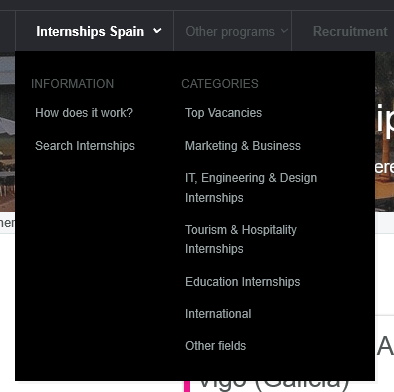 Internships Spain
Other programs
Recruitment
INFORMATION
How does it work?
Search Internships
CATEGORIES
Top Vacancies
Marketing & Business
IT, Engineering & Design
Internships
Tourism & Hospitality
Internships
Education Internships
International
Other fields
A
Vigo (Galicia)